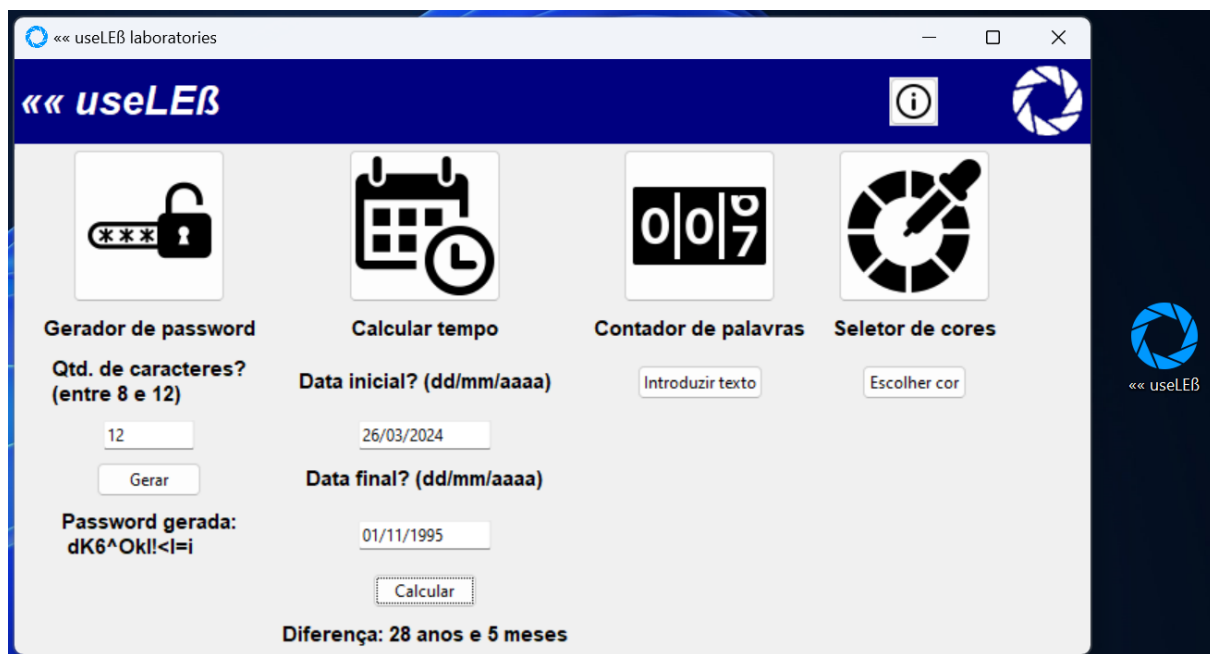 «« useLEß laboratories
«« useLEß
Gerador de password
Qtd. de caracteres?
(entre 8 e 12)
12
Gerar
Password gerada:
Calcular tempo
Data inicial? (dd/mm/aaaa)
26/03/2024
Data final? (dd/mm/aaaa)
01/11/1995
Calcular
Diferença: 28 anos e 5 meses
Contador de palavras
Introduzir texto
Seletor de cores
Escolher cor
«« useLEß